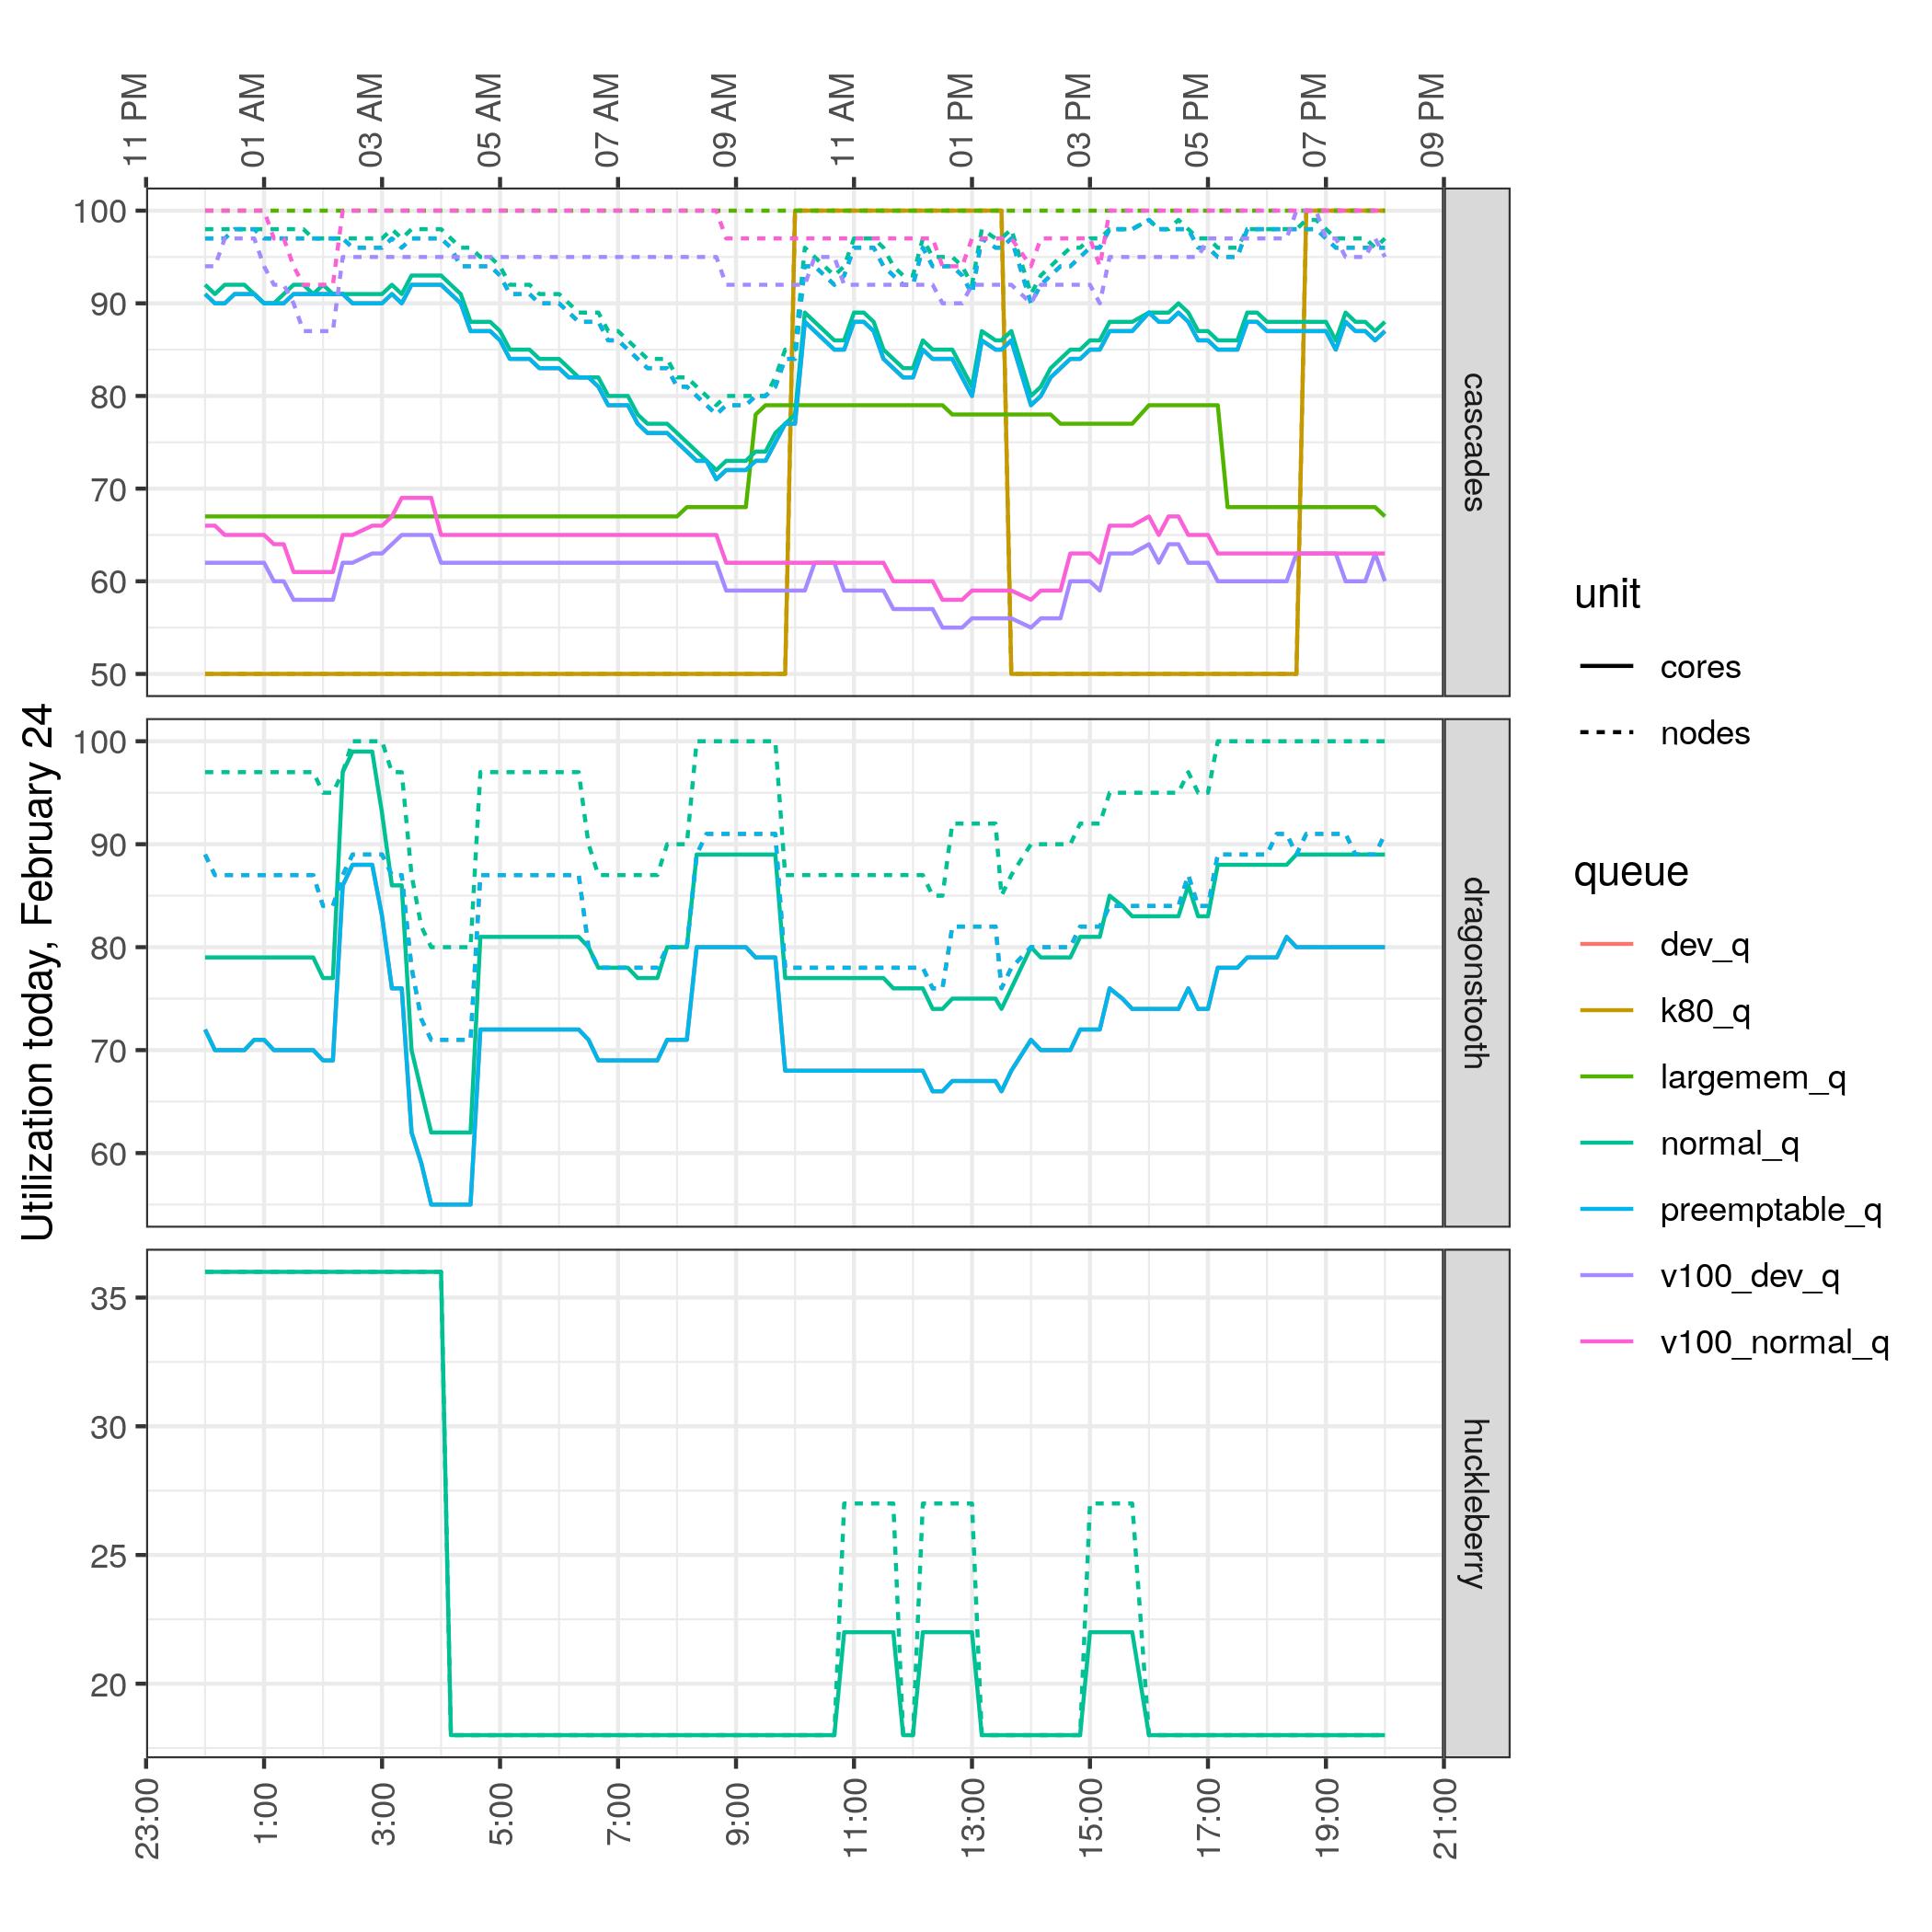 11 PM
01 AM
03 AM
05 AM
07 AM
09 AM
11 AM
01 PM
03 PM
05 PM
07 PM
09 PM
Utilization today, February 24
100
90
80
70
60
50
cascades
100
90
80
70
60
dragonstooth
35
30
25
20
huckleberry
23:00
1:00
3:00
5:00
7:00
9:00
11:00
13:00
15:00
17:00
19:00
21:00
unit
cores
nodes
queue
dev_q
k80_q
largemem_q
normal_q
preemptable_q
v100_dev_q
v100_normal_q